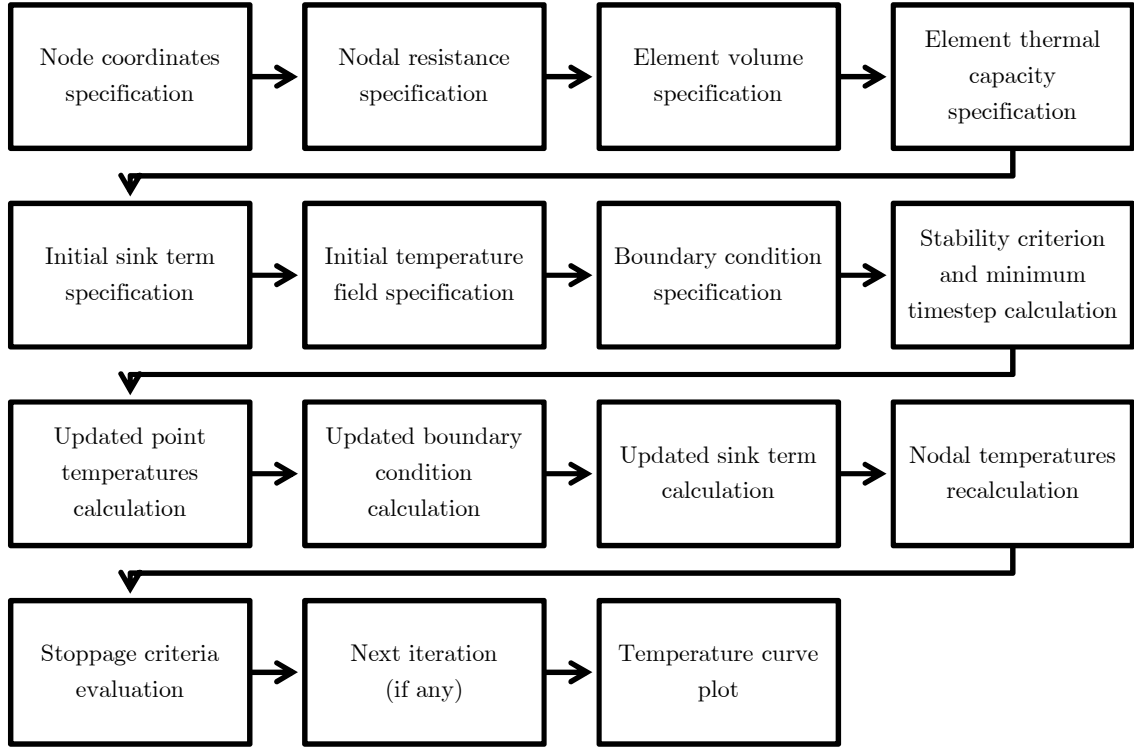 Node coordinates
specification
Nodal resistance
specification
Element volume
specification
Element thermal
capacity
specification
Initial sink term
specification
Initial temperature
field specification
Boundary condition
specification
Stability criterion
and minimum
timestep calculation
Updated point
temperatures
calculation
Updated boundary
condition
calculation
Updated sink term
calculation
Nodal temperatures
recalculation
Stoppage criteria
evaluation
Next iteration
(if any)
Temperature curve
plot